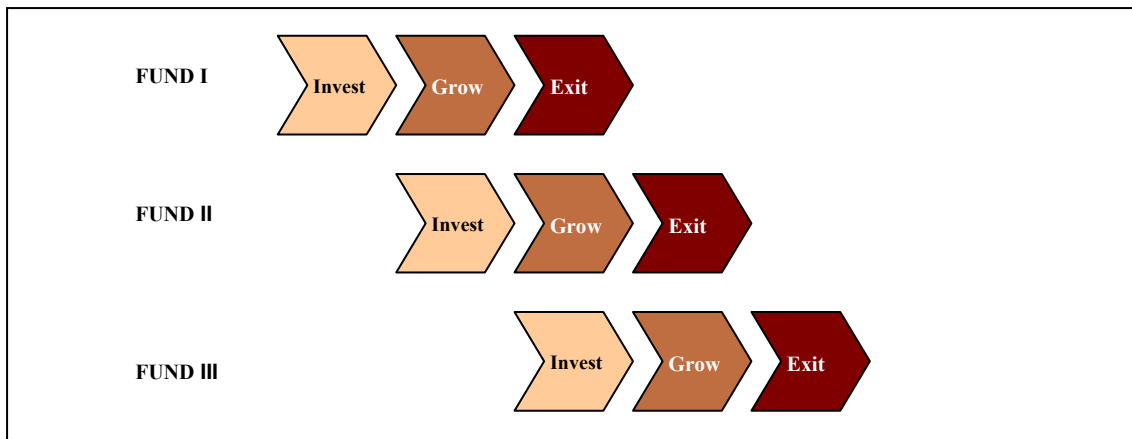 FUND I
Invest Grow Exit
FUND II
Invest Grow Exit
FUND III
Invest Grow Exit